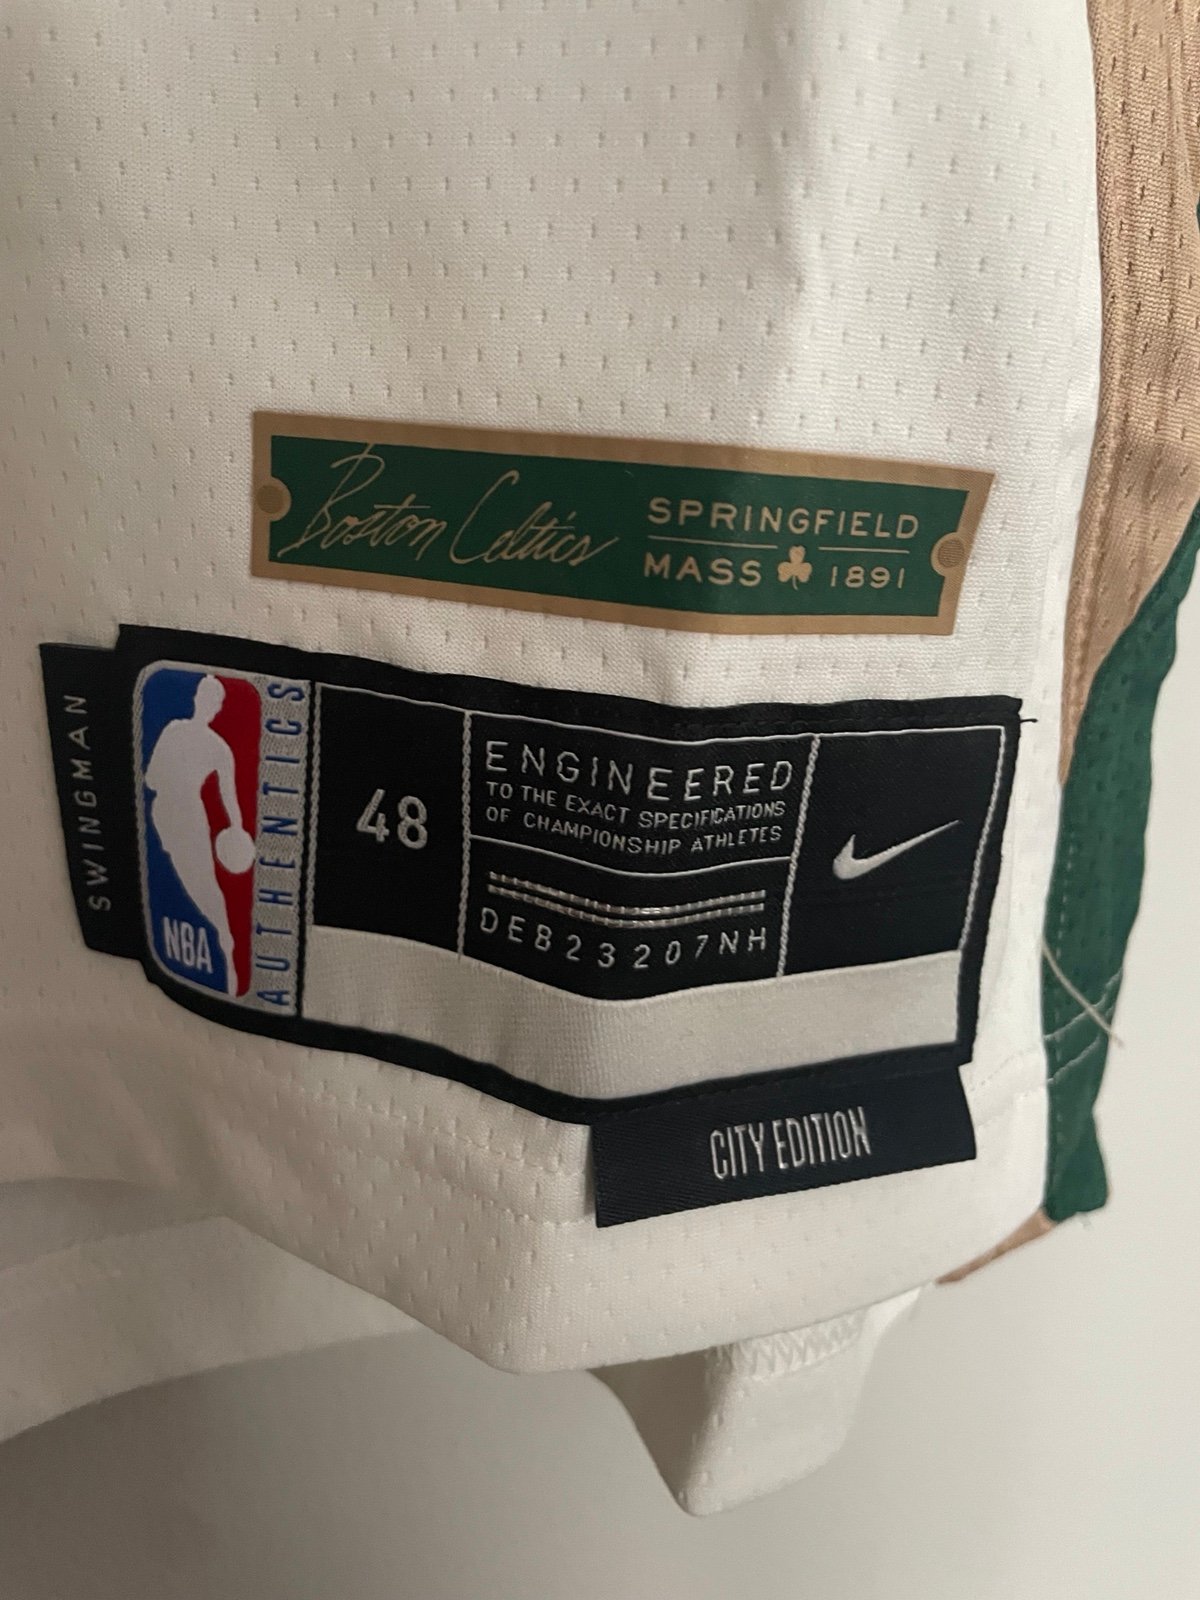 Boston Celtics
SPRINGFIELD
MASS 1891
SWINGMAN
NBA
AUTHENTICS
48
ENGINEERED
TO THE EXACT SPECIFICATIONS
OF CHAMPIONSHIP ATHLETES
DEB23207NH
CITY EDITION